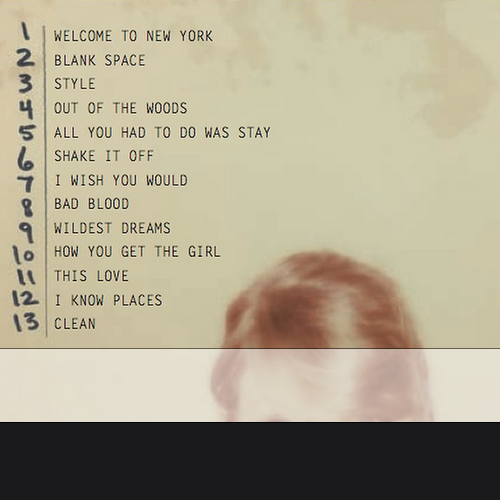 1 WELCOME TO NEW YORK
2 BLANK SPACE
3 STYLE
4 OUT OF THE WOODS
5 ALL YOU HAD TO DO WAS STAY
6 SHAKE IT OFF
7 I WISH YOU WOULD
8 BAD BLOOD
9 WILDEST DREAMS
10 HOW YOU GET THE GIRL
11 THIS LOVE
12 I KNOW PLACES
13 CLEAN